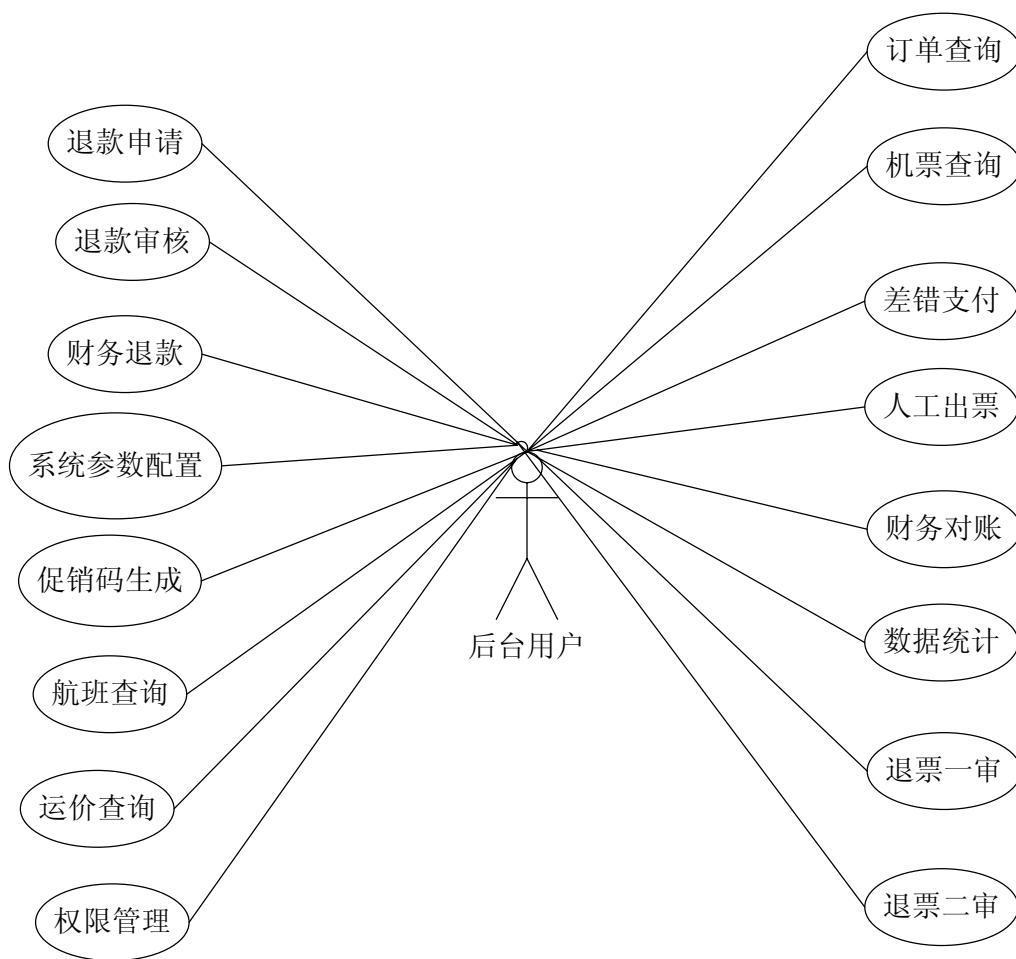 订单查询
退款申请
机票查询
退款审核
差错支付
财务退款
人工出票
系统参数配置
财务对账
促销码生成
数据统计
后台用户
航班查询
退票一审
运价查询
退票二审
权限管理